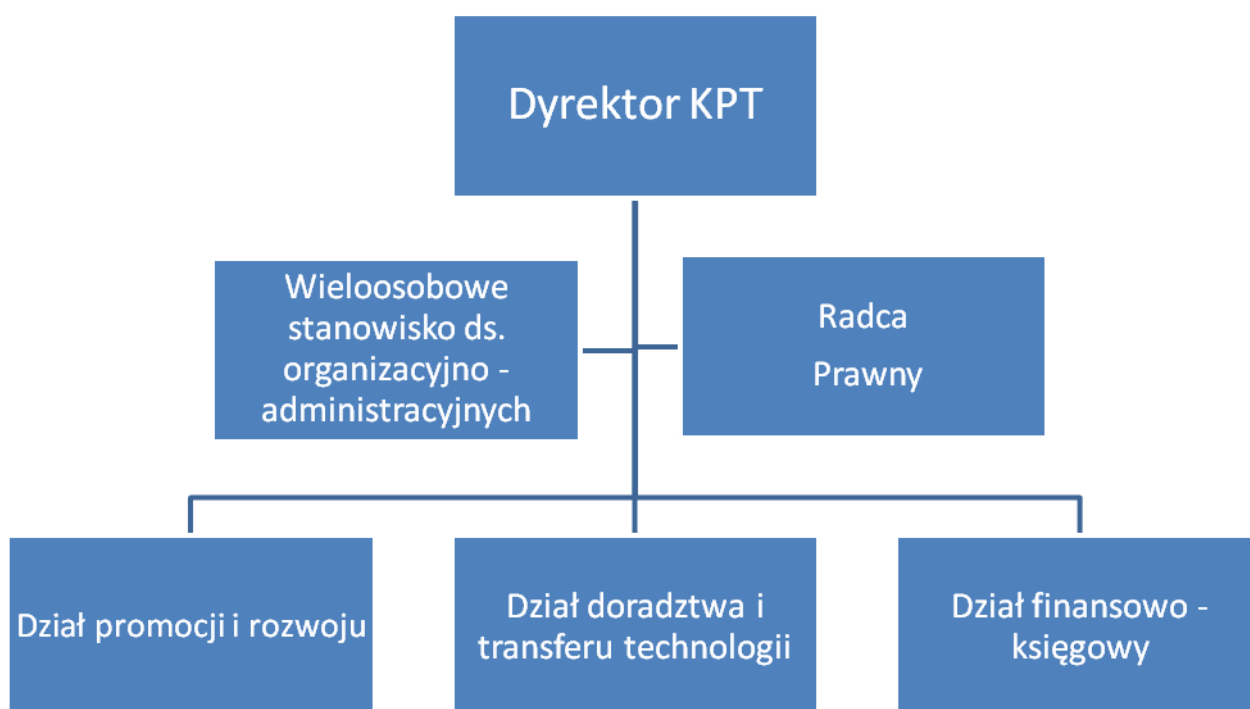 Dyrektor KPT
Wieloosobowe
stanowisko ds.
organizacyjno -
administracyjnych
Radca
Prawny
Dział promocji i rozwoju
Dział doradztwa i
transferu technologii
Dział finansowo -
księgowy